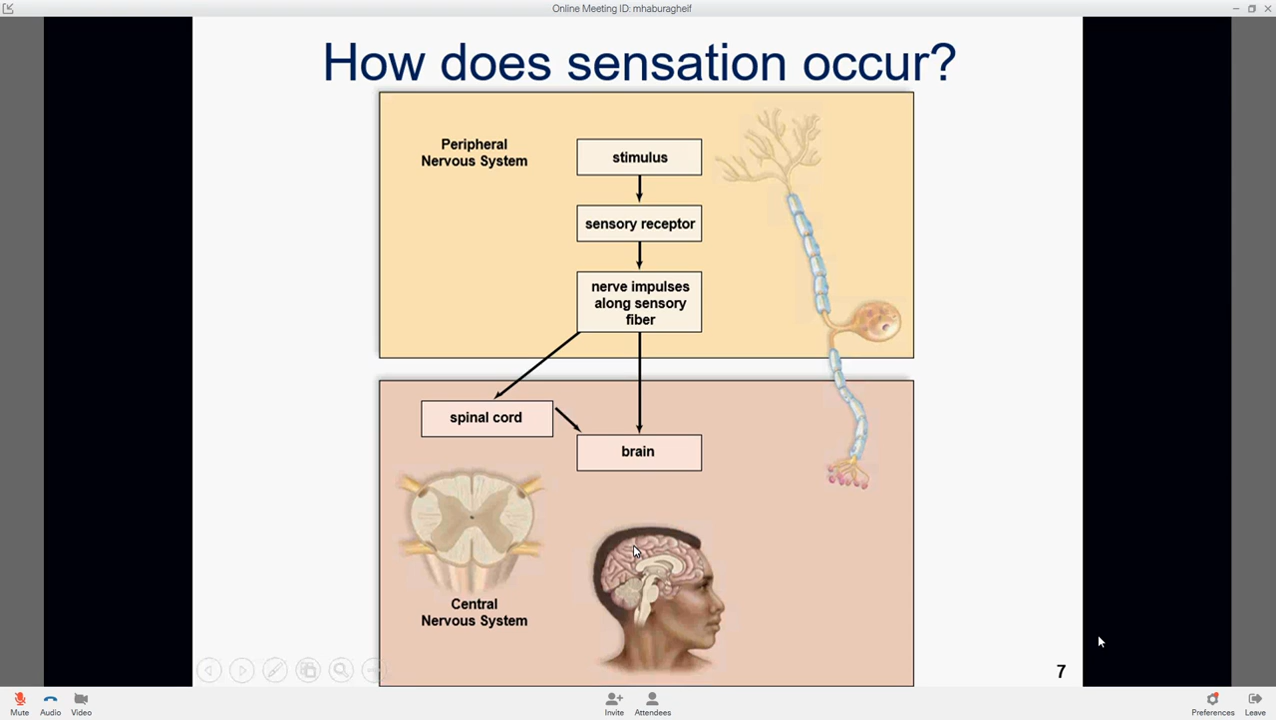 Online Meeting ID: mhaburaghelf
How does sensation occur?
Peripheral
Nervous System
stimulus
sensory receptor
nerve impulses
along sensory
fiber
spinal cord
brain
Central
Nervous System
7
Mute
Audio
Video
Invite
Attendees
Preferences
Leave